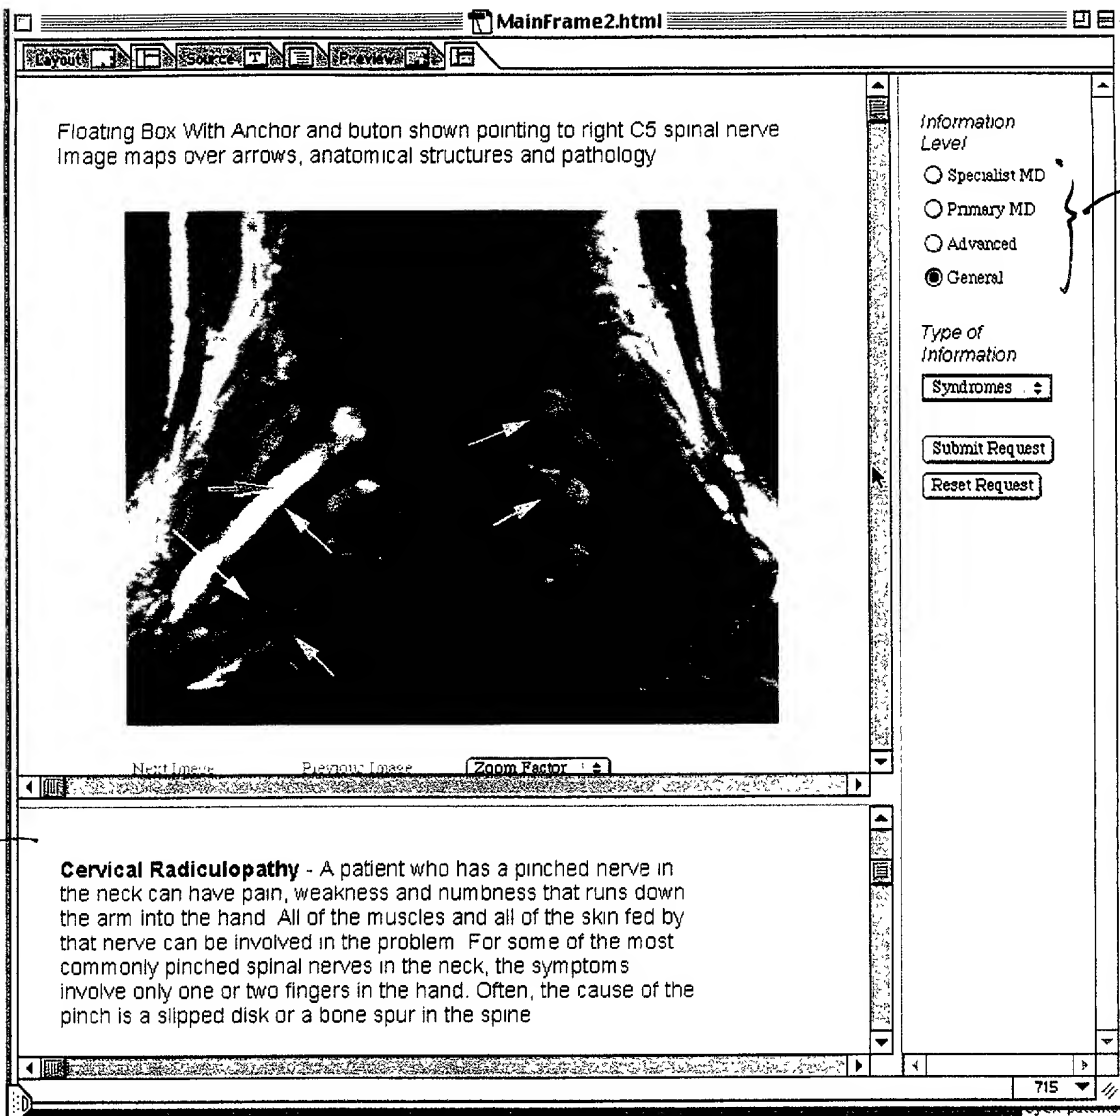 MainFrame2.html
Layout
Source
T
Preview
Floating Box With Anchor and buton shown pointing to right C5 spinal nerve
Image maps over arrows, anatomical structures and pathology
Next Image Previous Image Zoom Factor
Information
Level
Specialist MD
Primary MD
Advanced
General
Type of
Information
Syndromes
Submit Request
Reset Request
Cervical Radiculopathy - A patient who has a pinched nerve in
the neck can have pain, weakness and numbness that runs down
the arm into the hand All of the muscles and all of the skin fed by
that nerve can be involved in the problem For some of the most
commonly pinched spinal nerves in the neck, the symptoms
involve only one or two fingers in the hand. Often, the cause of the
pinch is a slipped disk or a bone spur in the spine
715